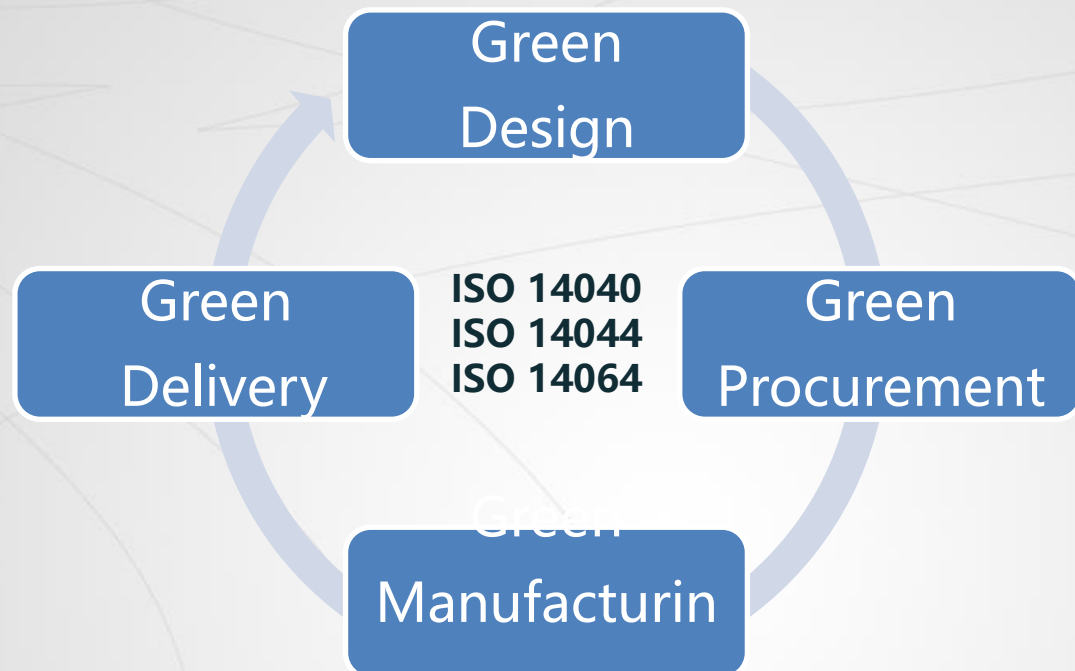 Green
Design
Green
Delivery
ISO 14040
ISO 14044
ISO 14064
Green
Procurement
Green
Manufacturin